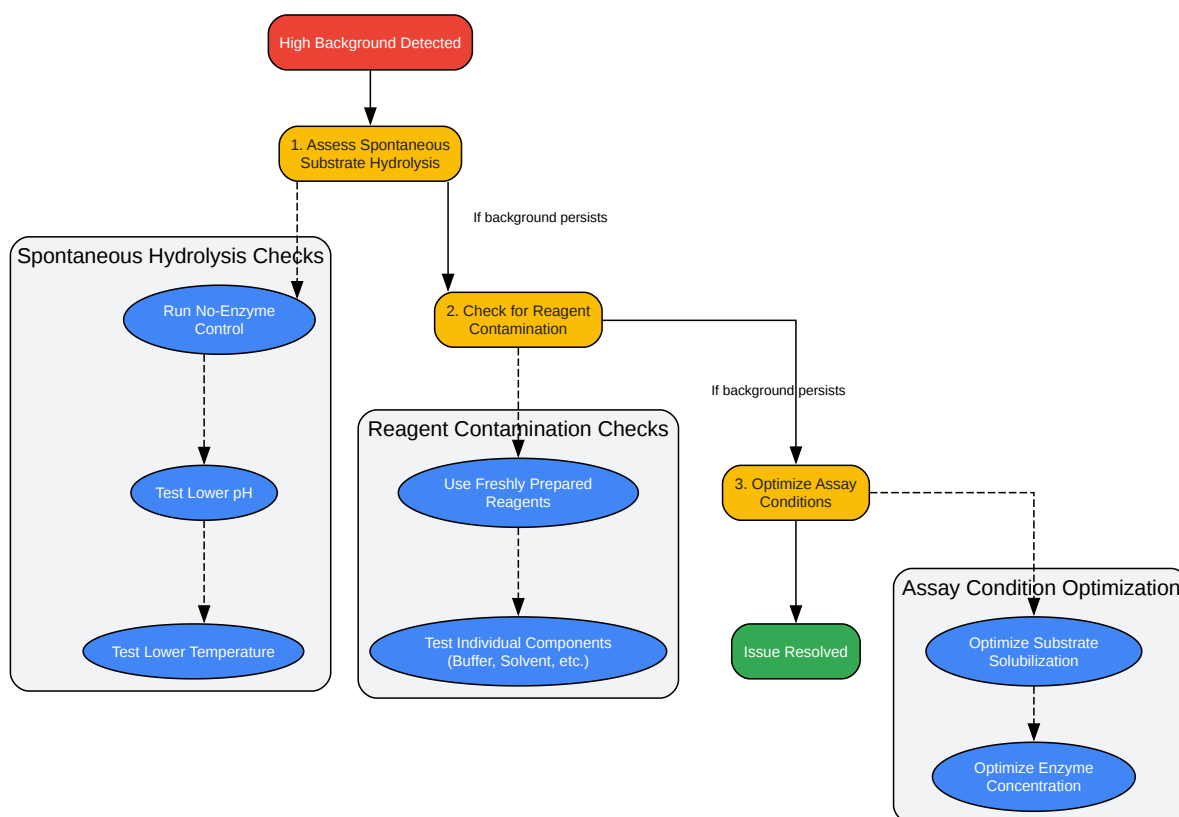 High Background Detected
1. Assess Spontaneous
Substrate Hydrolysis
If background persists
Spontaneous Hydrolysis Checks
Run No-Enzyme
Control
2. Check for Reagent
Contamination
If background persists
Reagent Contamination Checks
Test Lower pH
Use Freshly Prepared
Reagents
3. Optimize Assay
Conditions
Assay Condition Optimization
Test Lower Temperature
Test Individual Components
(Buffer, Solvent, etc.)
Issue Resolved
Optimize Substrate
Solubilization
Optimize Enzyme
Concentration